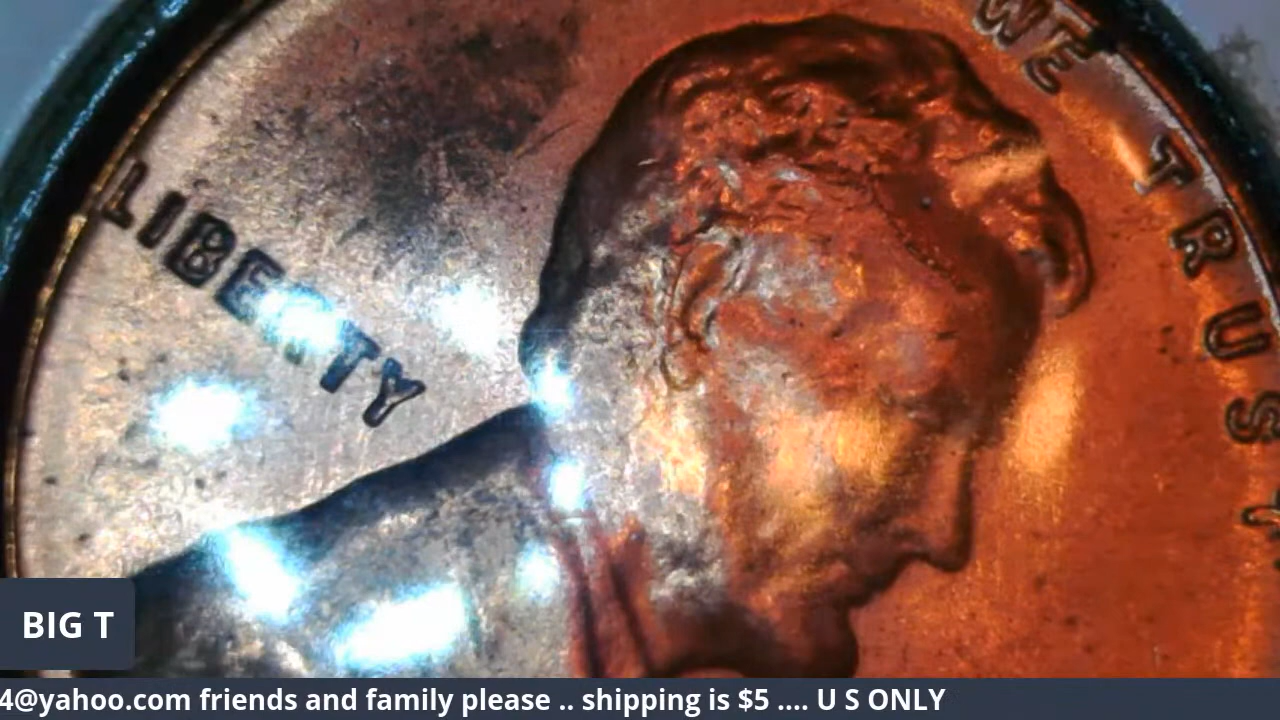 WE TRUST
LIBERTY
BIG T
4@yahoo.com friends and family please .. shipping is $5 .... U S ONLY